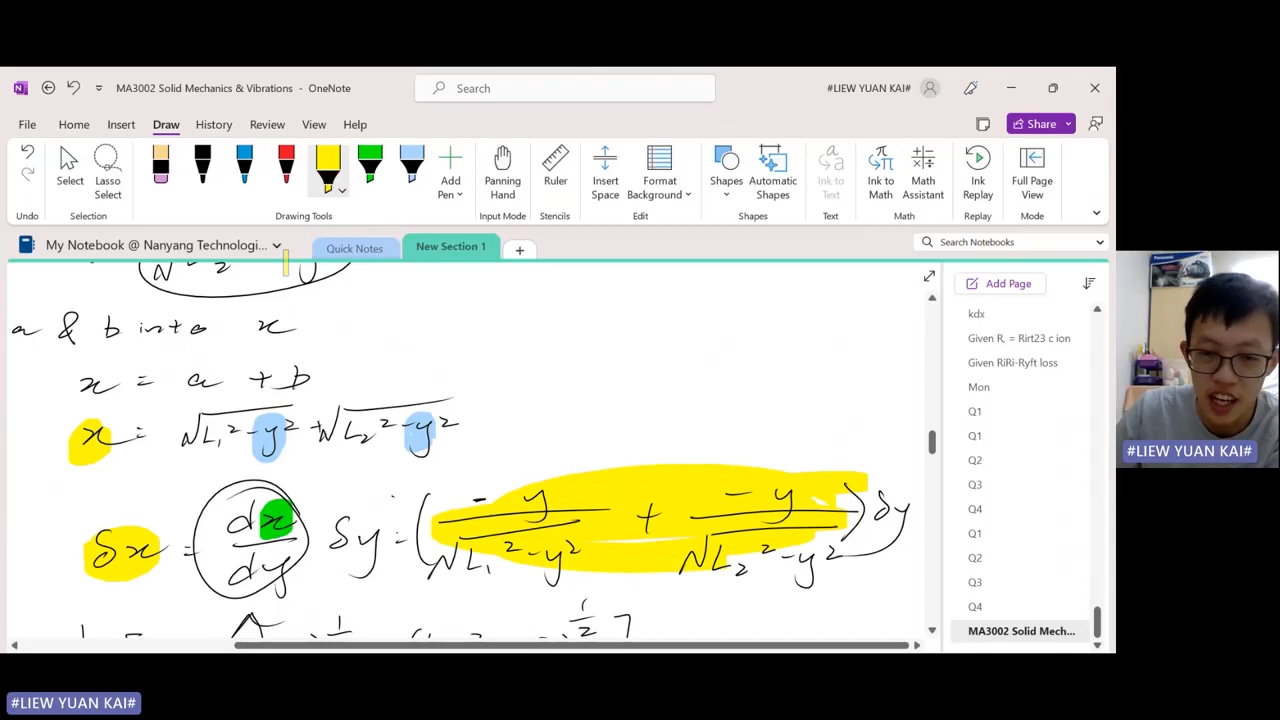 MA3002 Solid Mechanics & Vibrations - OneNote
Search
#LIEW YUAN KAI#
File Home Insert Draw History Review View Help
Share
Undo
Select
Lasso Select
Add Pen
Panning Hand
Ruler
Insert Space
Format Background
Shapes
Automatic Shapes
Ink to Text
Ink to Math
Math Assistant
Ink Replay
Full Page View
Undo Selection Drawing Tools Input Mode Stencils Edit Shapes Text Math Replay Mode
My Notebook @ Nanyang Technologi...
Quick Notes
New Section 1
Search Notebooks
Add Page
kdx
Given R, = Rirt23 c ion
Given RiRi-Ryft loss
Mon
Q1
Q1
Q2
Q3
Q4
Q1
Q2
Q3
Q4
MA3002 Solid Mech...
a & b into x
x = a + b
x = √L₁²-y² + √L₂²-y²
δx = dx/dy δy = (-y/√L₁²-y² + -y/√L₂²-y²) δy
#LIEW YUAN KAI#
#LIEW YUAN KAI#